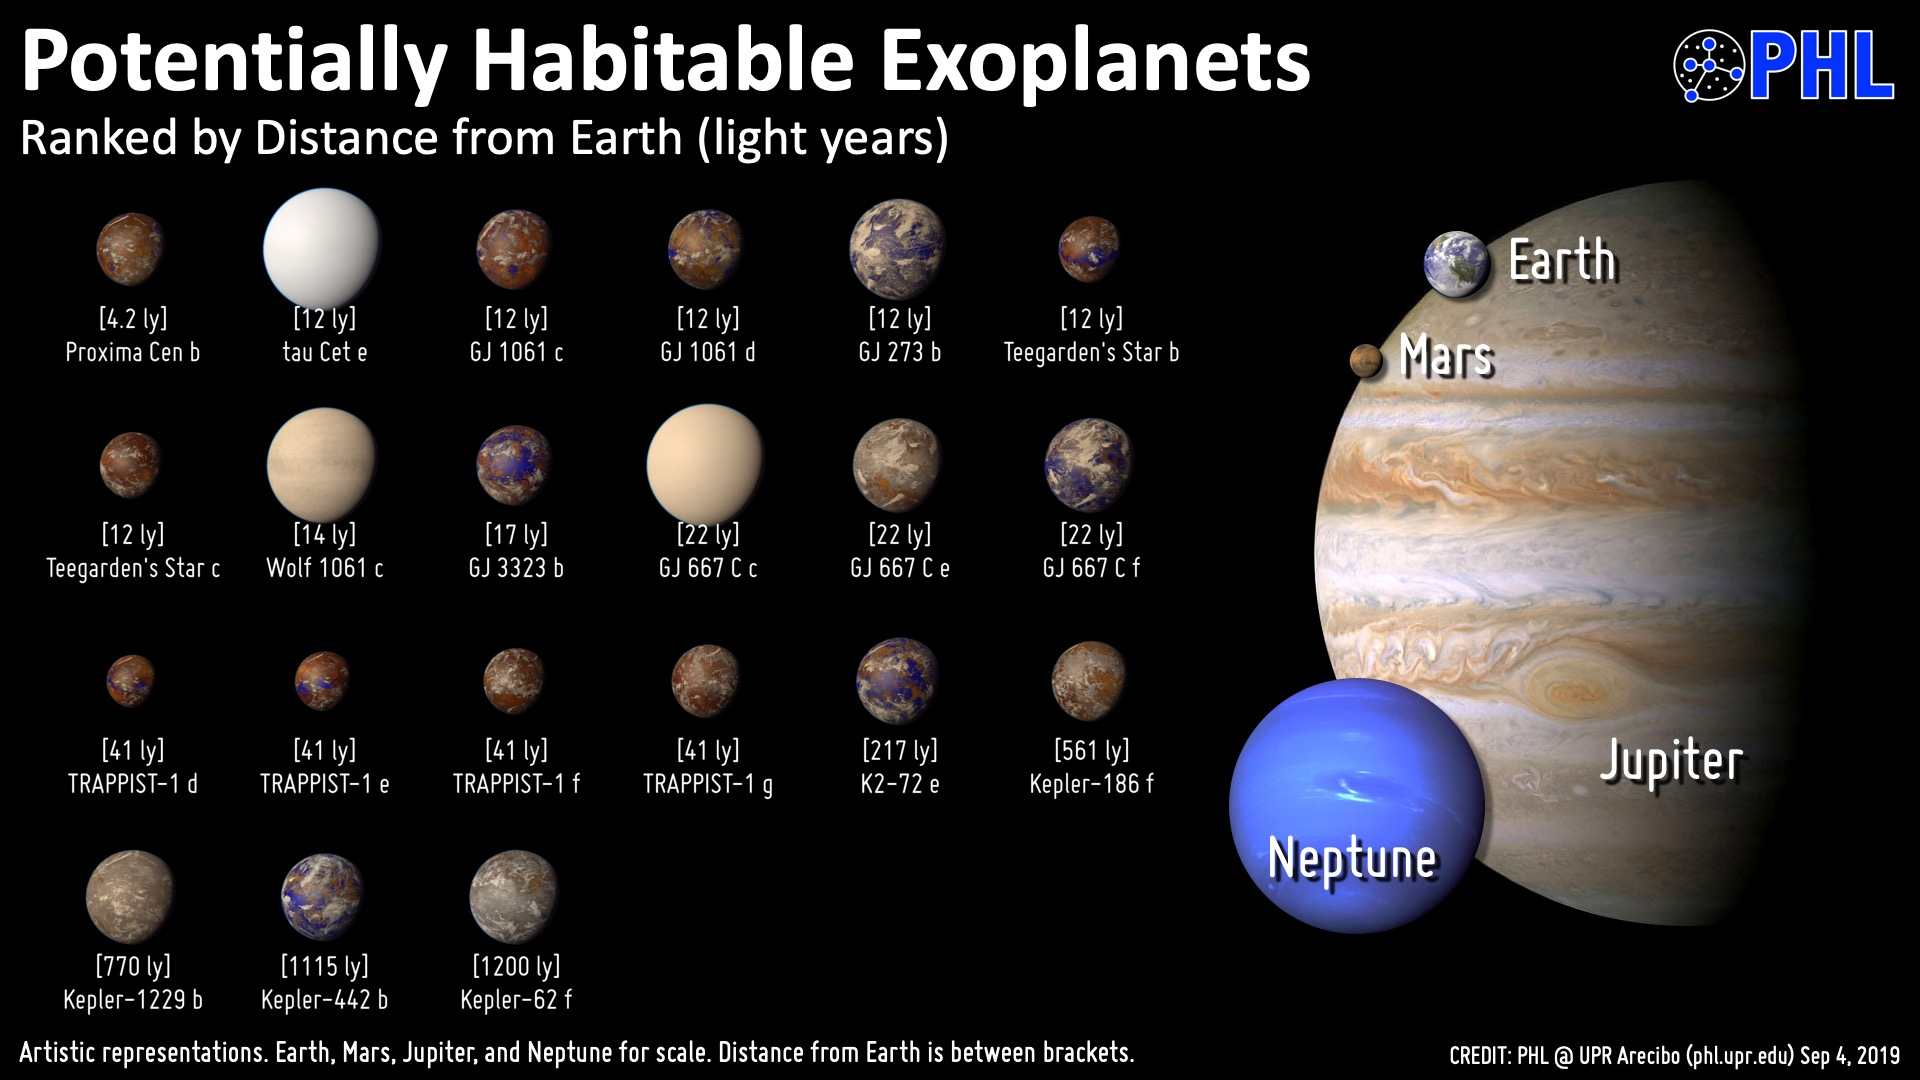 Potentially Habitable Exoplanets
PHL
Ranked by Distance from Earth (light years)
[4.2 ly]
Proxima Cen b
[12 ly]
tau Cet e
[12 ly]
GJ 1061 c
[12 ly]
GJ 1061 d
[12 ly]
GJ 273 b
[12 ly]
Teegarden's Star b
[12 ly]
Teegarden's Star c
[14 ly]
Wolf 1061 c
[17 ly]
GJ 3323 b
[22 ly]
GJ 667 C c
[22 ly]
GJ 667 C e
[22 ly]
GJ 667 C f
[41 ly]
TRAPPIST-1 d
[41 ly]
TRAPPIST-1 e
[41 ly]
TRAPPIST-1 f
[41 ly]
TRAPPIST-1 g
[217 ly]
K2-72 e
[561 ly]
Kepler-186 f
[770 ly]
Kepler-1229 b
[1115 ly]
Kepler-442 b
[1200 ly]
Kepler-62 f
Earth
Mars
Jupiter
Neptune
Artistic representations. Earth, Mars, Jupiter, and Neptune for scale. Distance from Earth is between brackets.
CREDIT: PHL @ UPR Arecibo (phl.upr.edu) Sep 4, 2019